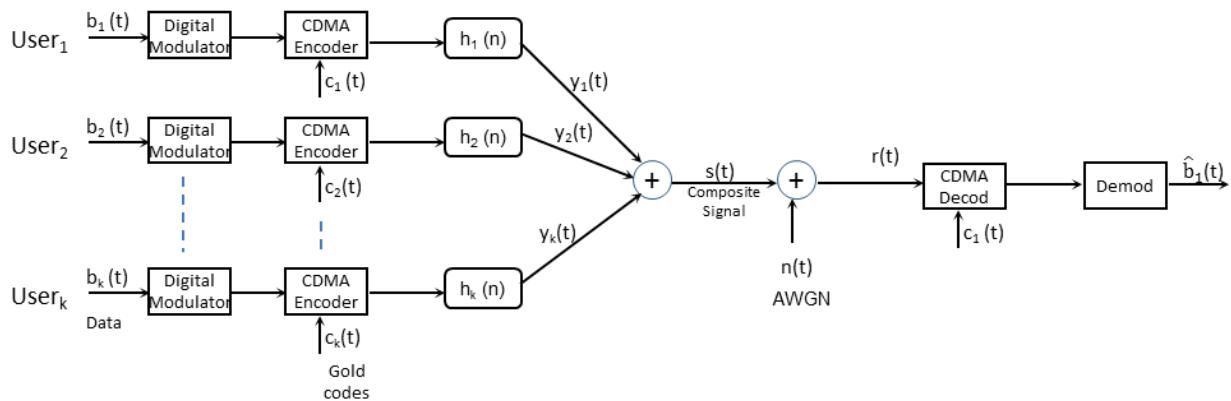 User₁
b₁ (t)
Digital
Modulator
CDMA
Encoder
c₁ (t)
h₁ (n)
y₁(t)
User₂
b₂ (t)
Digital
Modulator
CDMA
Encoder
c₂(t)
h₂ (n)
y₂(t)
+
s(t)
Composite
Signal
+
n(t)
AWGN
r(t)
CDMA
Decod
c₁ (t)
Demod
b̂₁(t)
Userₖ
bₖ (t)
Data
Digital
Modulator
CDMA
Encoder
cₖ(t)
Gold
codes
hₖ (n)
yₖ(t)